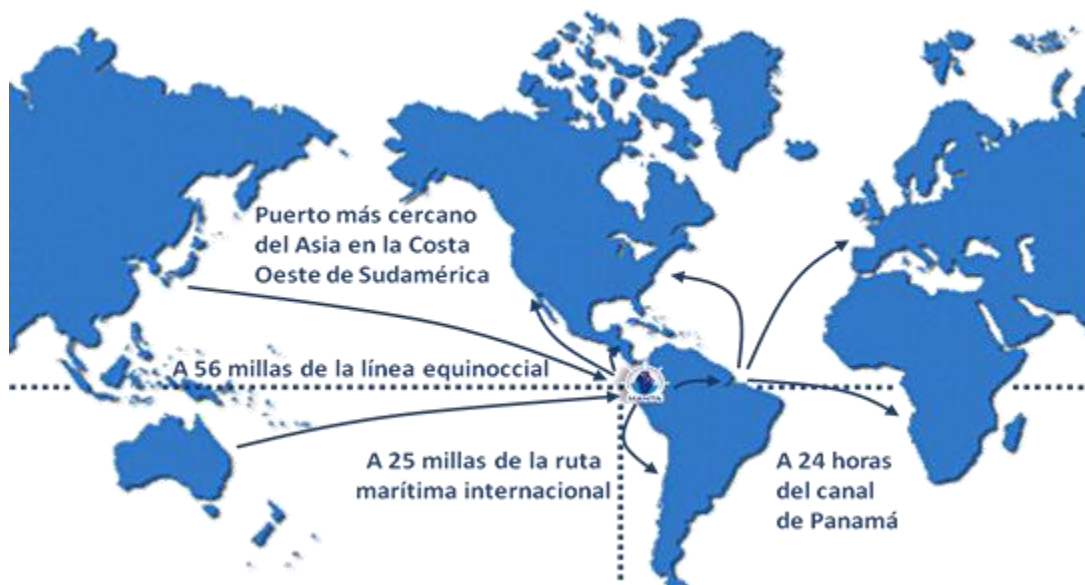 Puerto más cercano
del Asia en la Costa
Oeste de Sudamérica
A 56 millas de la línea equinoccial
MANTA
A 25 millas de la ruta
marítima internacional
A 24 horas
del canal
de Panamá